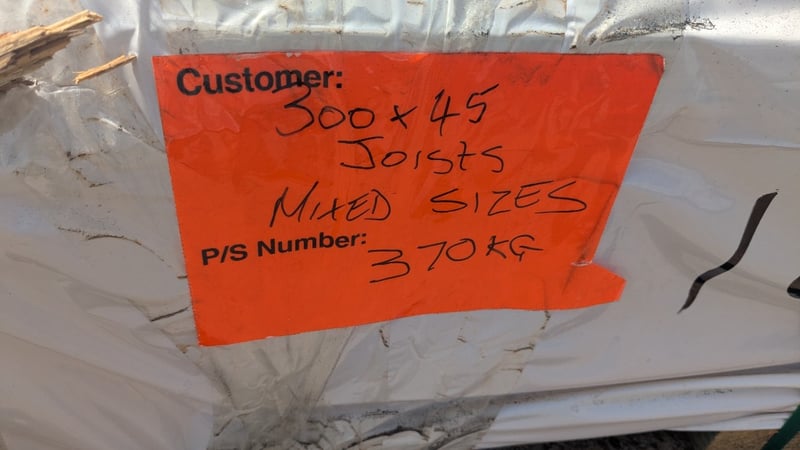 Customer:
300 x 45
Joists
MIXED SIZES
P/S Number:
370KG